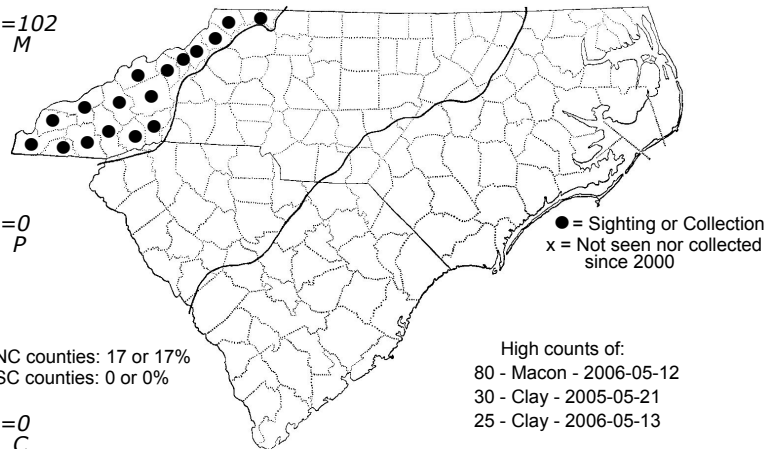 =102
M
● = Sighting or Collection
x = Not seen nor collected
since 2000
=0
P
NC counties: 17 or 17%
SC counties: 0 or 0%
High counts of:
80 - Macon - 2006-05-12
30 - Clay - 2005-05-21
25 - Clay - 2006-05-13
=0
C